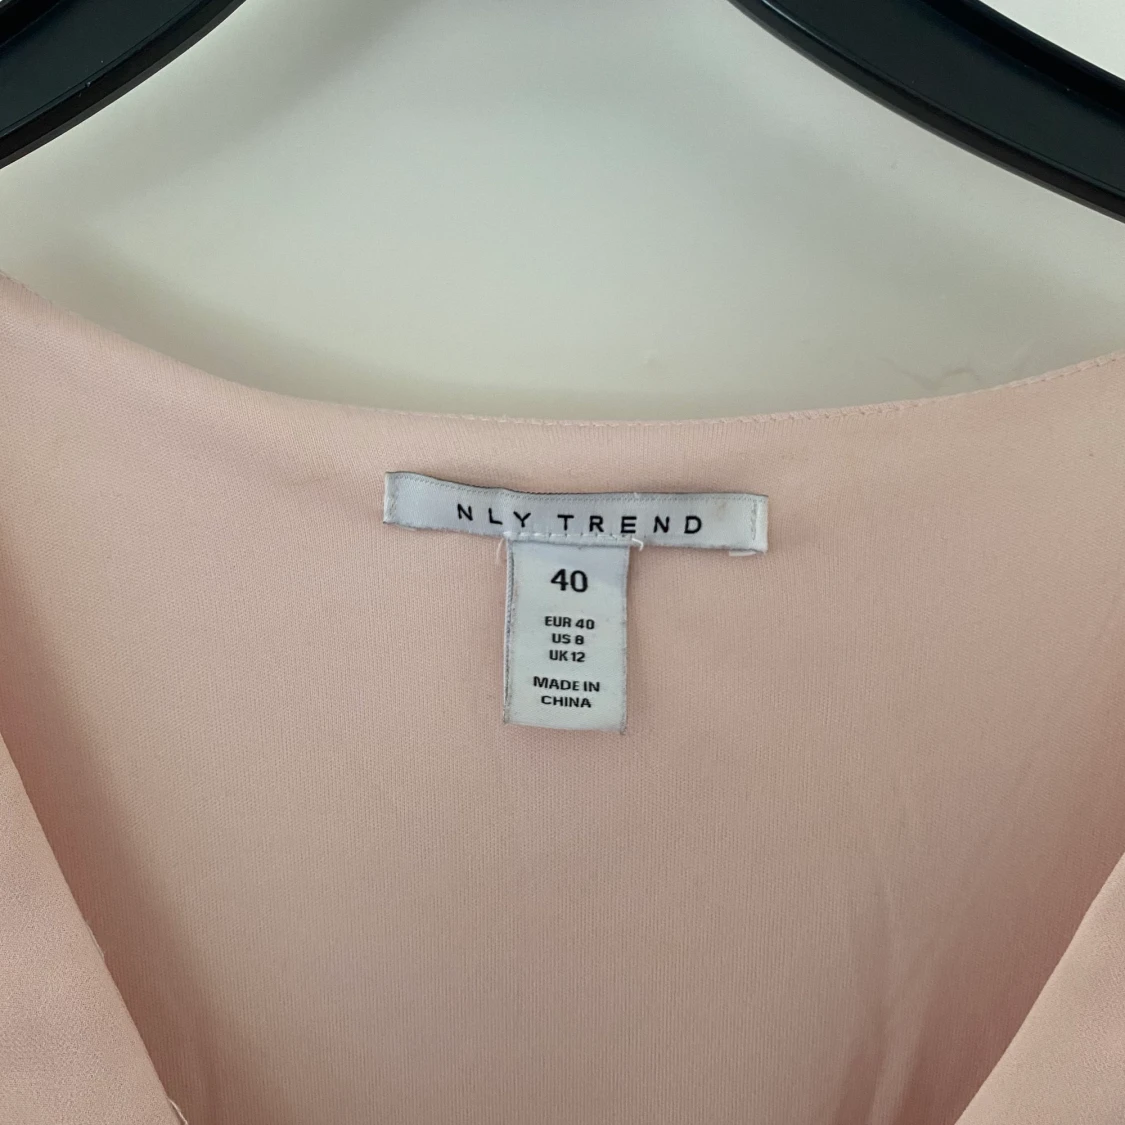 NLY TREND
40
EUR 40
US 8
UK 12
MADE IN
CHINA